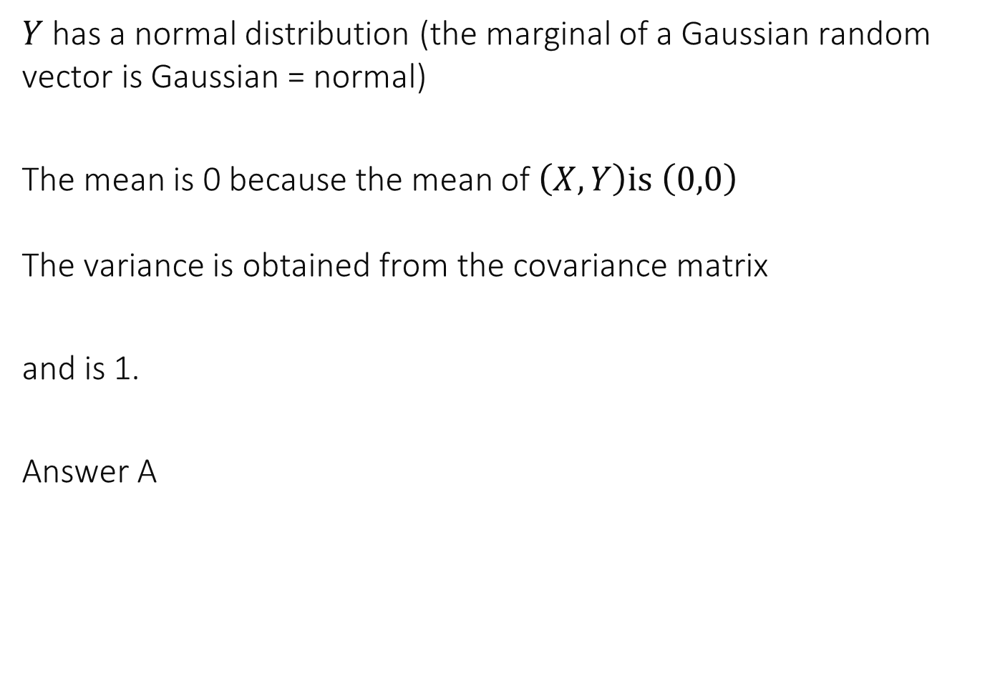 Y has a normal distribution (the marginal of a Gaussian random
vector is Gaussian = normal)
The mean is 0 because the mean of (X, Y)is (0,0)
The variance is obtained from the covariance matrix
and is 1.
Answer A